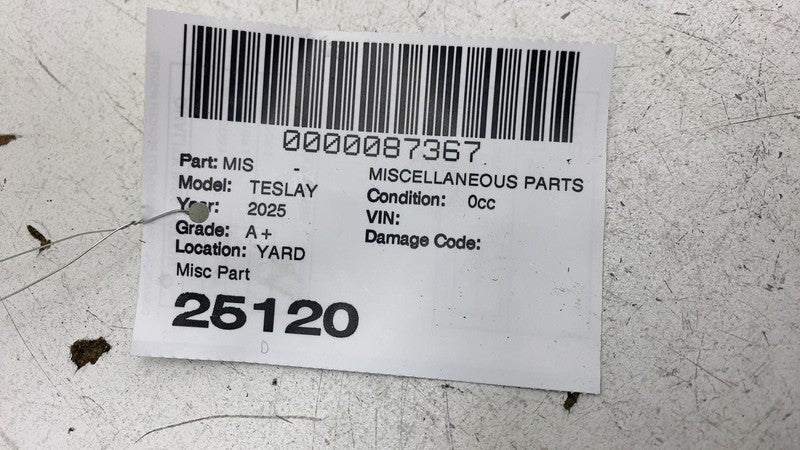 0000087367
Part: MIS - MISCELLANEOUS PARTS
Model: TESLAY Condition: 0cc
Year: 2025 VIN:
Grade: A+ Damage Code:
Location: YARD
Misc Part
25120